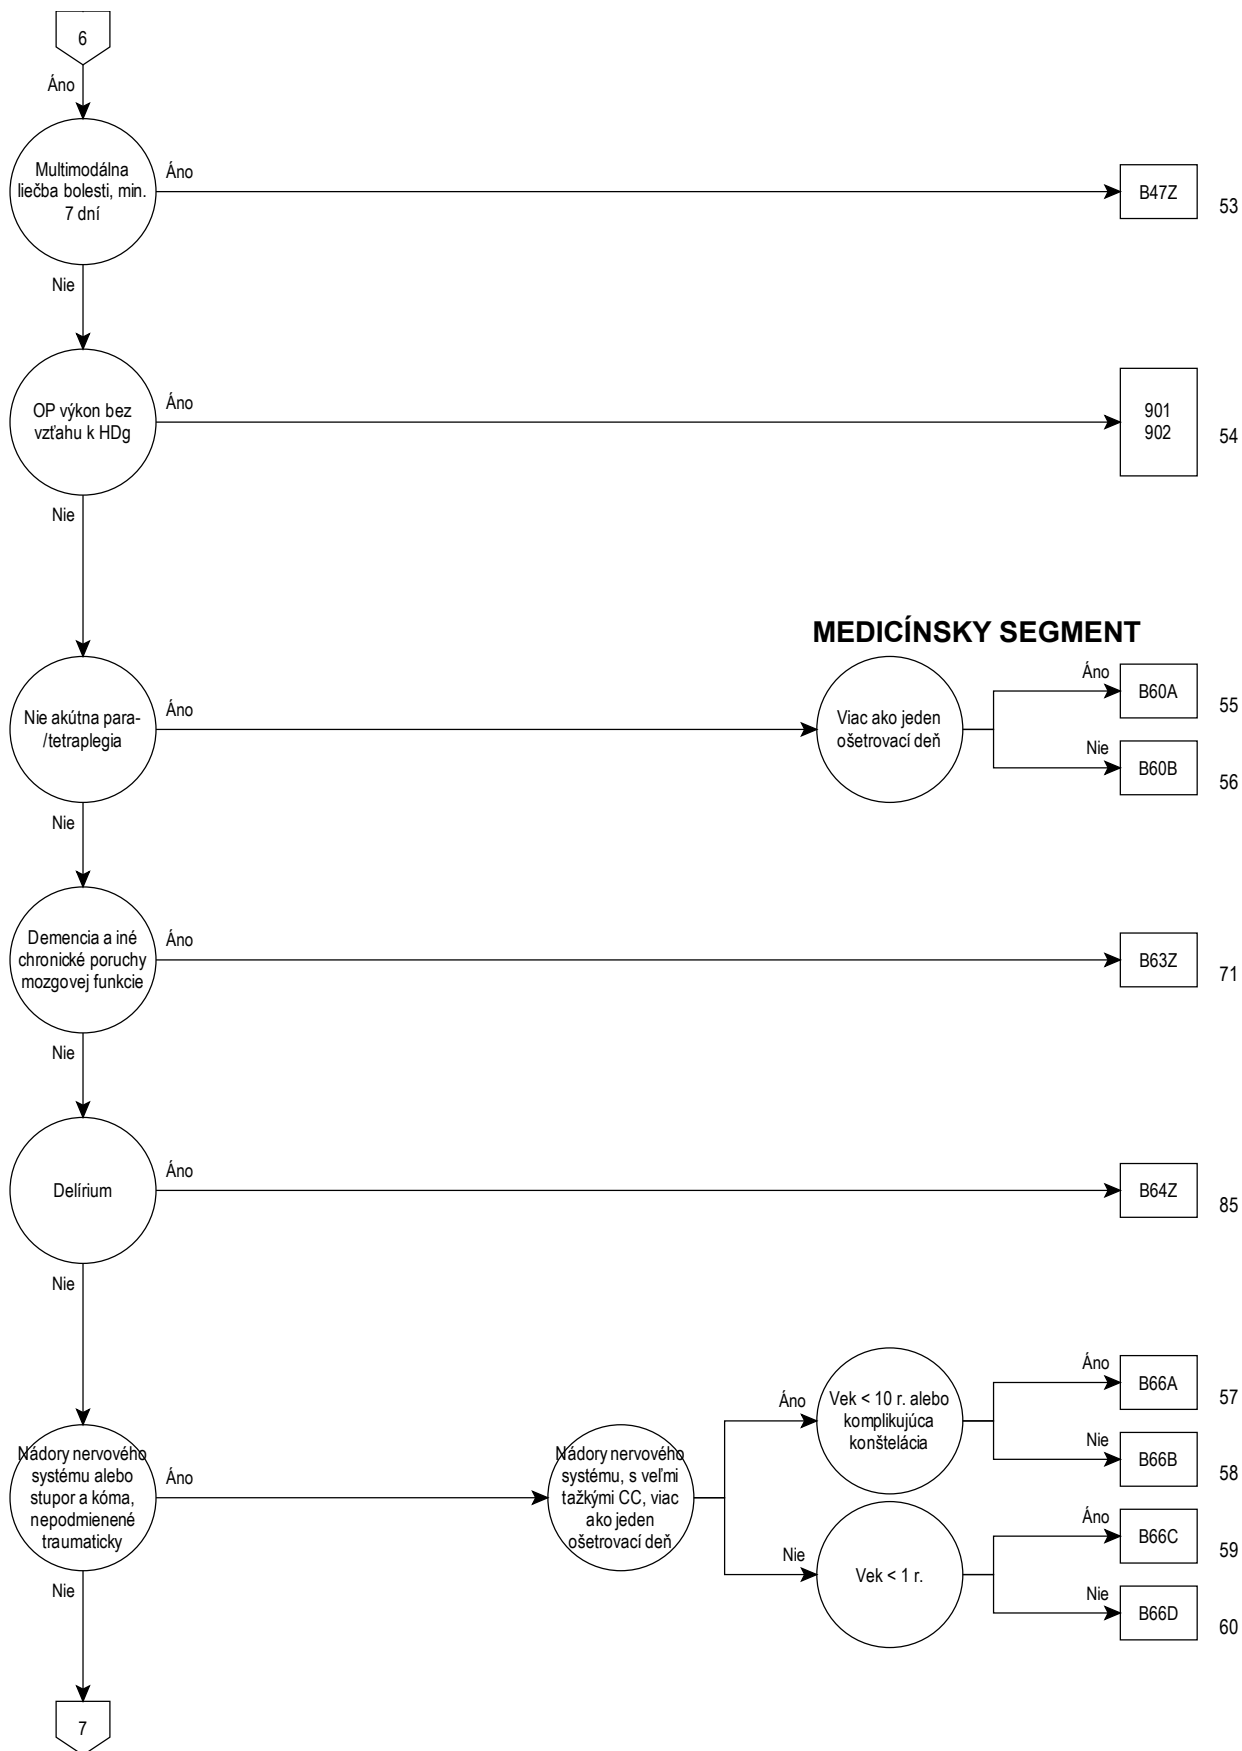 6
Áno
Multimodálna
liečba bolesti, min.
7 dní
Áno
B47Z
53
Nie
OP výkon bez
vzťahu k HDg
Áno
901
902
54
Nie
MEDICÍNSKY SEGMENT
Nie akútna para-
/tetraplegia
Áno
Viac ako jeden
ošetrovací deň
Áno
B60A
55
Nie
B60B
56
Nie
Demencia a iné
chronické poruchy
mozgovej funkcie
Áno
B63Z
71
Nie
Delírium
Áno
B64Z
85
Nie
Nádory nervového
systému alebo
stupor a kóma,
nepodmienené
traumaticky
Áno
Nádory nervového
systému, s veľmi
tažkými CC, viac
ako jeden
ošetrovací deň
Áno
Vek < 10 r. alebo
komplikujúca
konštelácia
Áno
B66A
57
Nie
B66B
58
Nie
Vek < 1 r.
Áno
B66C
59
Nie
B66D
60
Nie
7